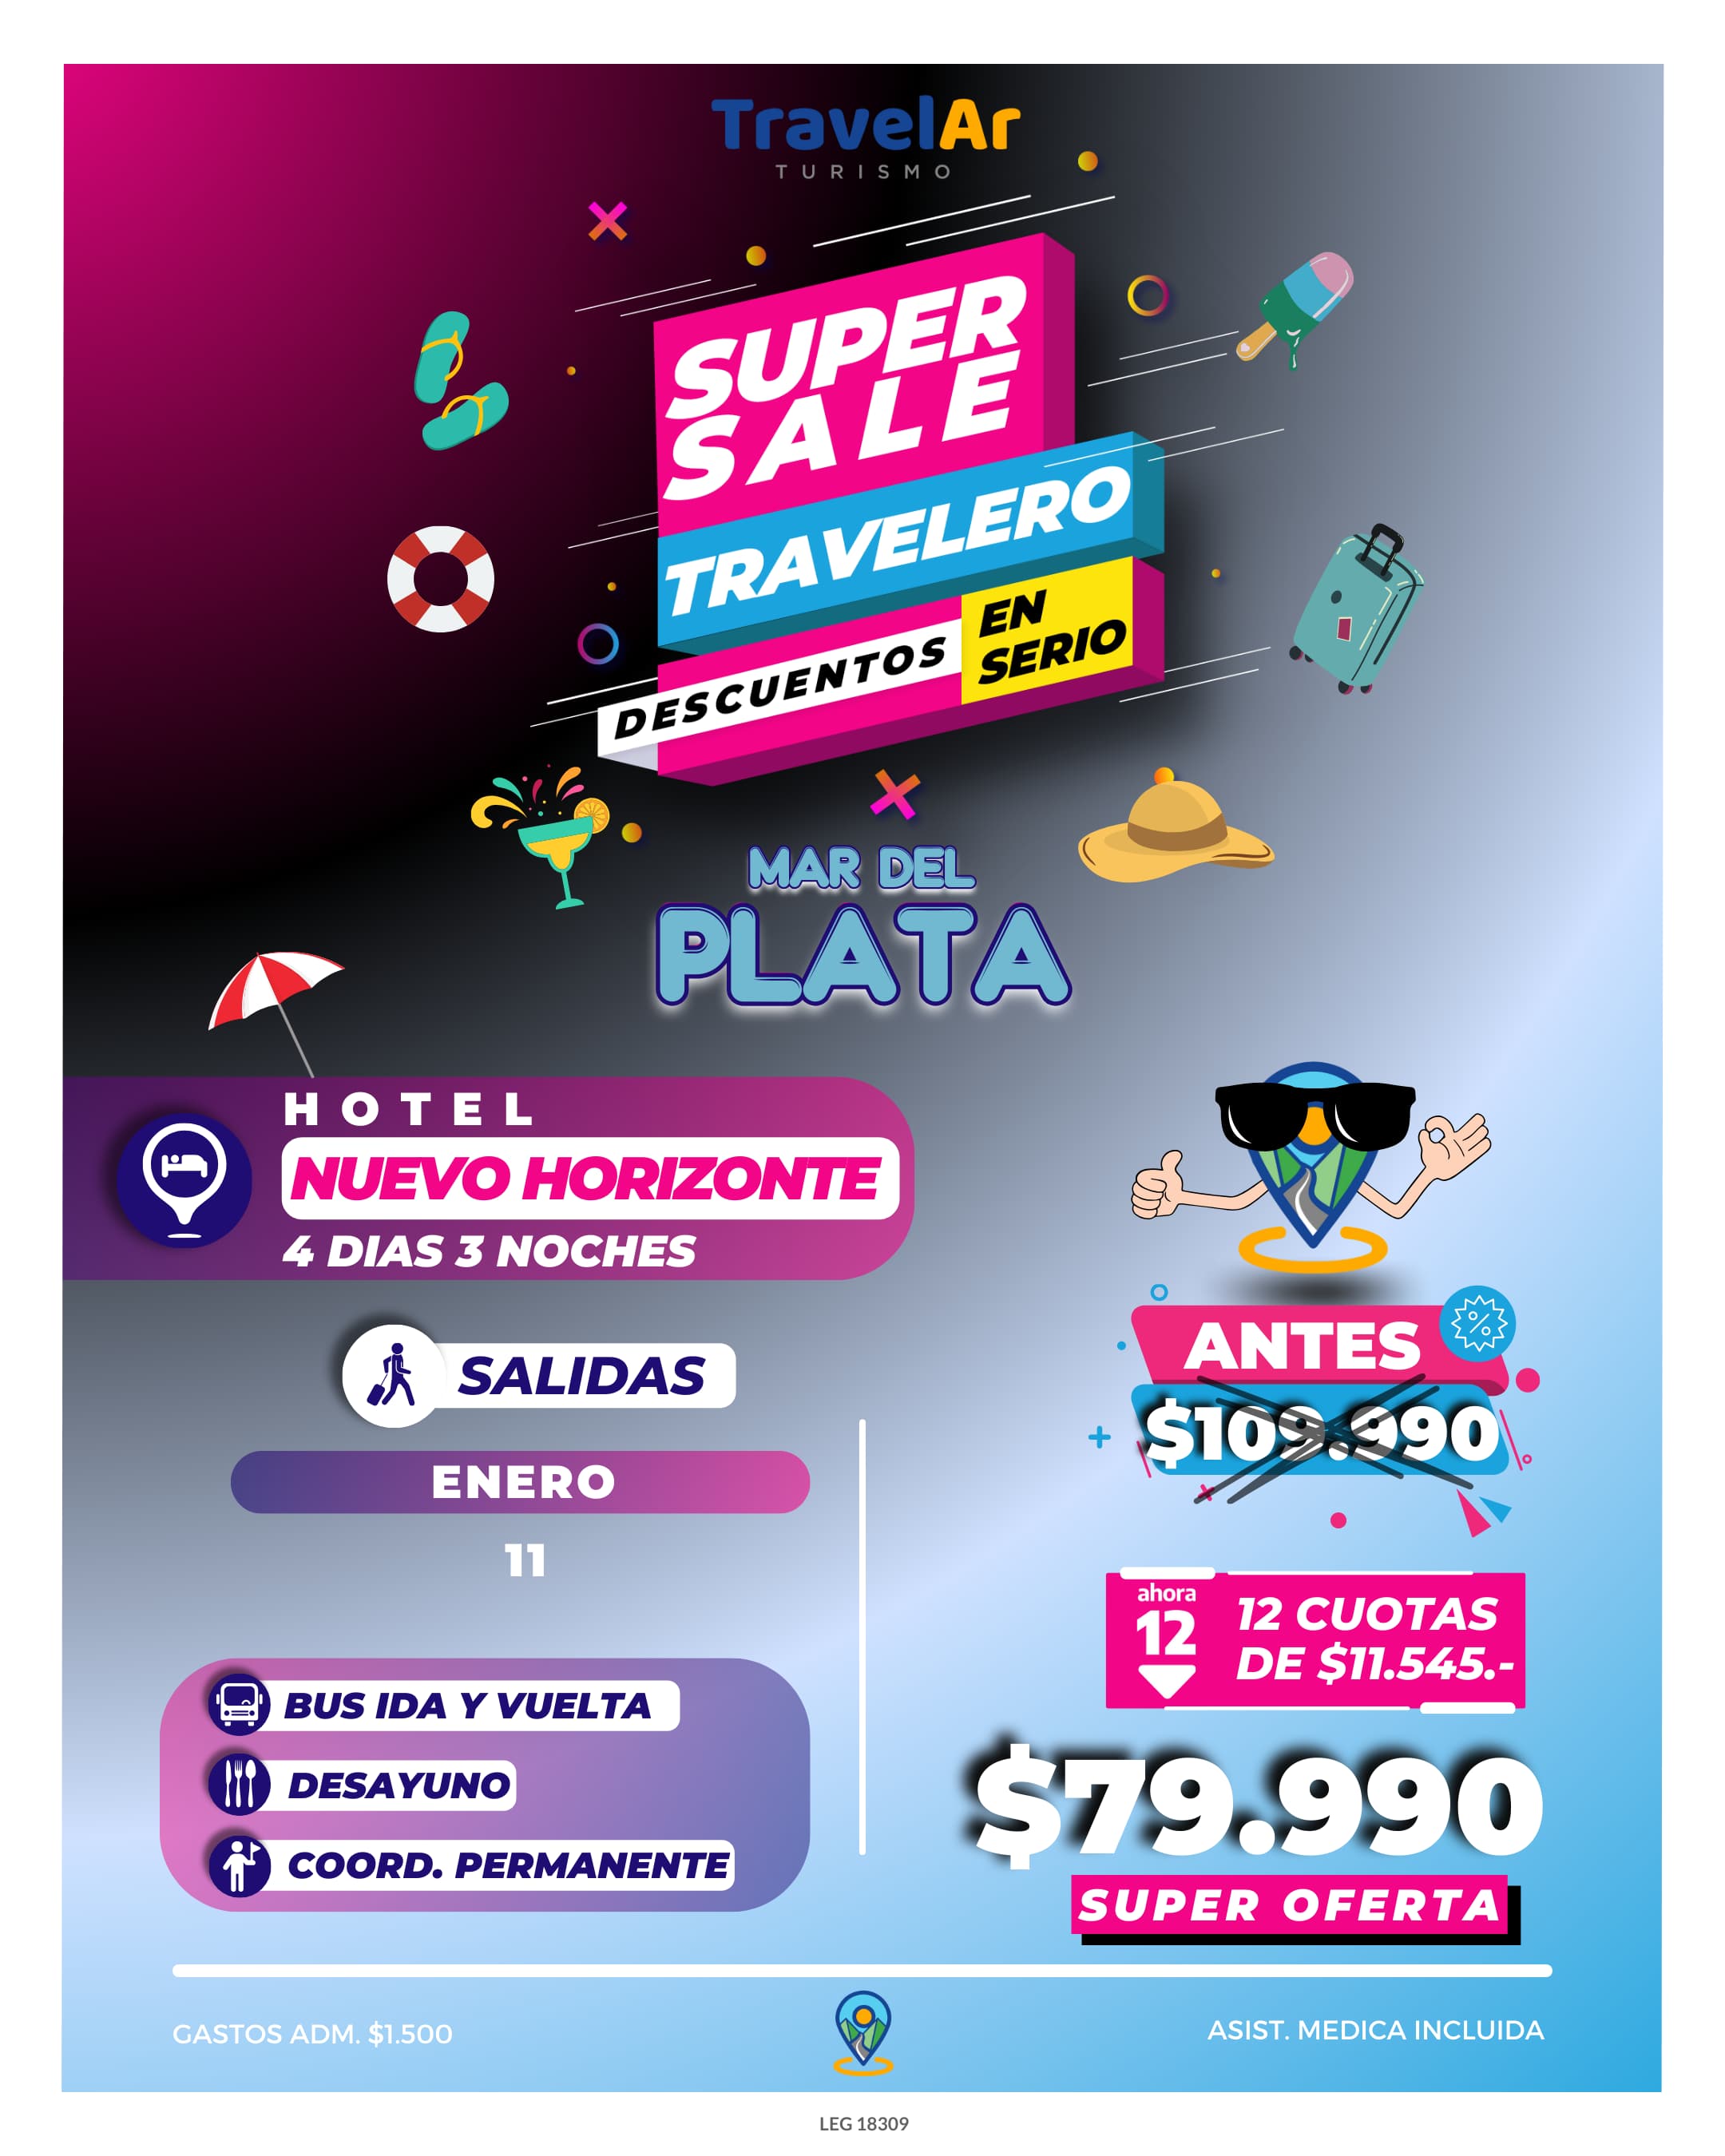 TravelAr
TURISMO
SUPER
SALE
TRAVELERO
DESCUENTOS
EN
SERIO
MAR DEL
PLATA
HOTEL
NUEVO HORIZONTE
4 DIAS 3 NOCHES
SALIDAS
ENERO
11
BUS IDA Y VUELTA
DESAYUNO
COORD. PERMANENTE
ANTES
%
$109.990
ahora
12
12 CUOTAS
DE $11.545.-
$79.990
SUPER OFERTA
GASTOS ADM. $1.500
ASIST. MEDICA INCLUIDA
LEG 18309